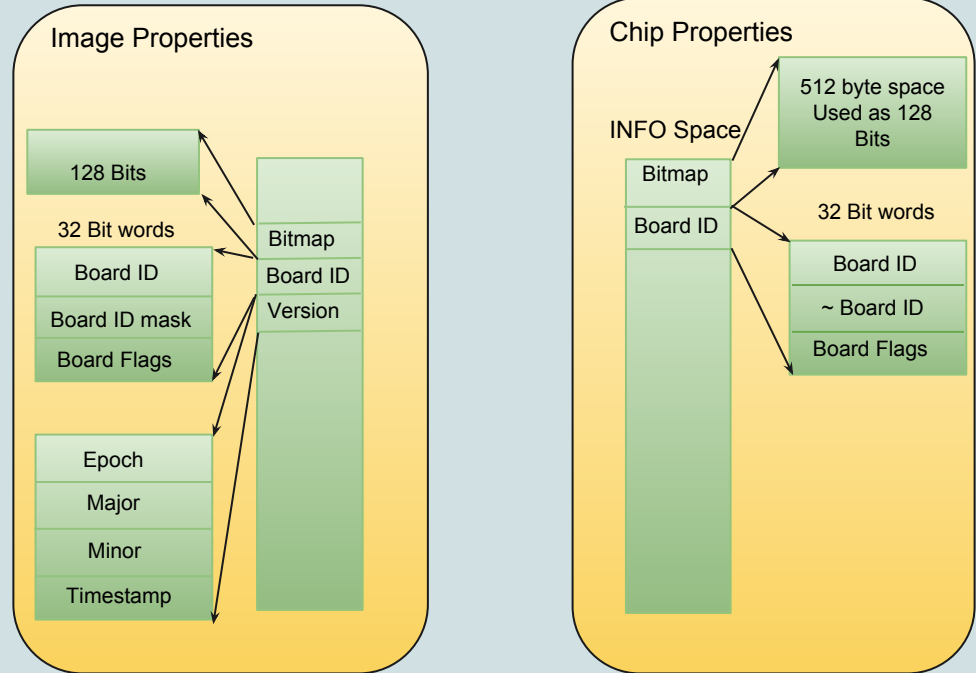 Image Properties
128 Bits
32 Bit words
Board ID
Board ID mask
Board Flags
Epoch
Major
Minor
Timestamp
Bitmap
Board ID
Version
Chip Properties
INFO Space
Bitmap
Board ID
512 byte space
Used as 128
Bits
32 Bit words
Board ID
~ Board ID
Board Flags